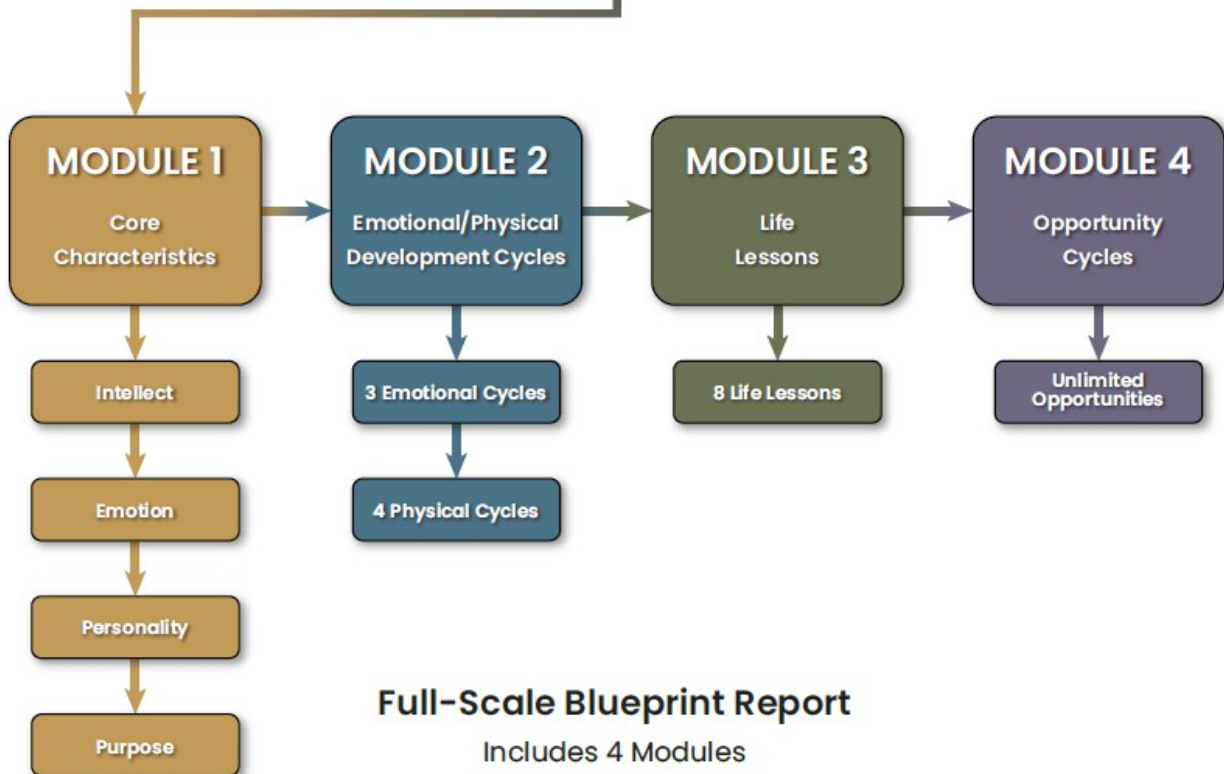 MODULE 1
Core
Characteristics
Intellect
Emotion
Personality
Purpose
MODULE 2
Emotional/Physical
Development Cycles
3 Emotional Cycles
4 Physical Cycles
MODULE 3
Life
Lessons
8 Life Lessons
MODULE 4
Opportunity
Cycles
Unlimited
Opportunities
Full-Scale Blueprint Report
Includes 4 Modules